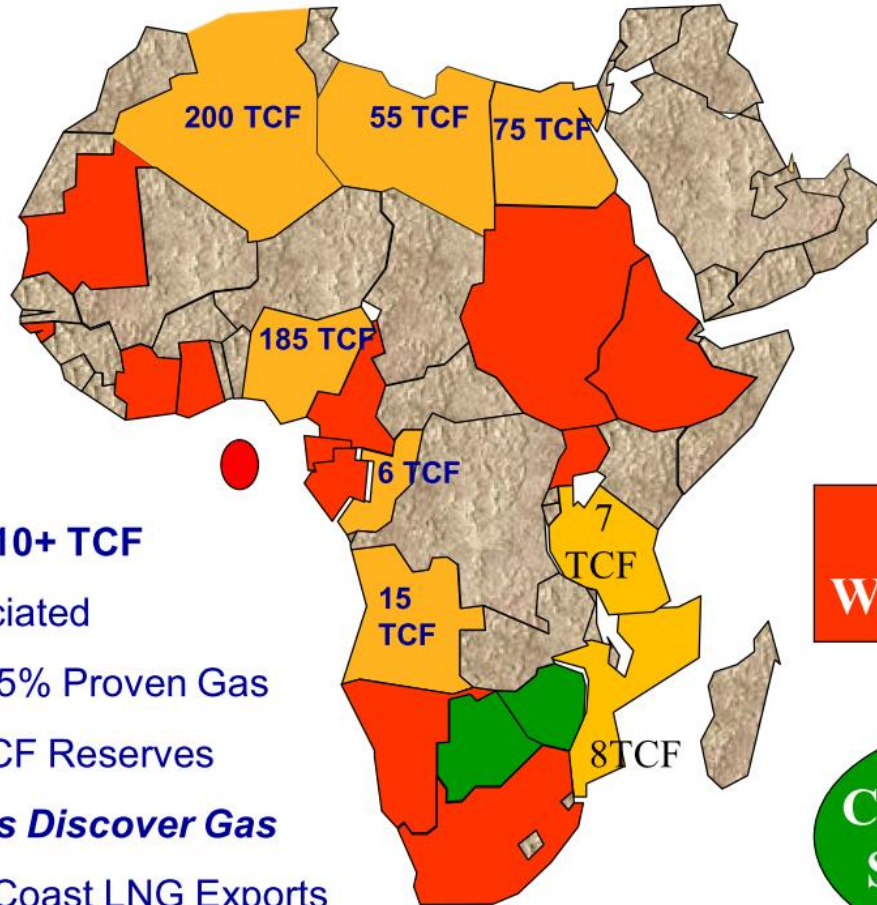 200 TCF
55 TCF
75 TCF
185 TCF
6 TCF
10+ TCF
7
TCF
ciated
15
TCF
W
5% Proven Gas
CF Reserves
8TCF
s Discover Gas
C
S
Coast LNG Exports